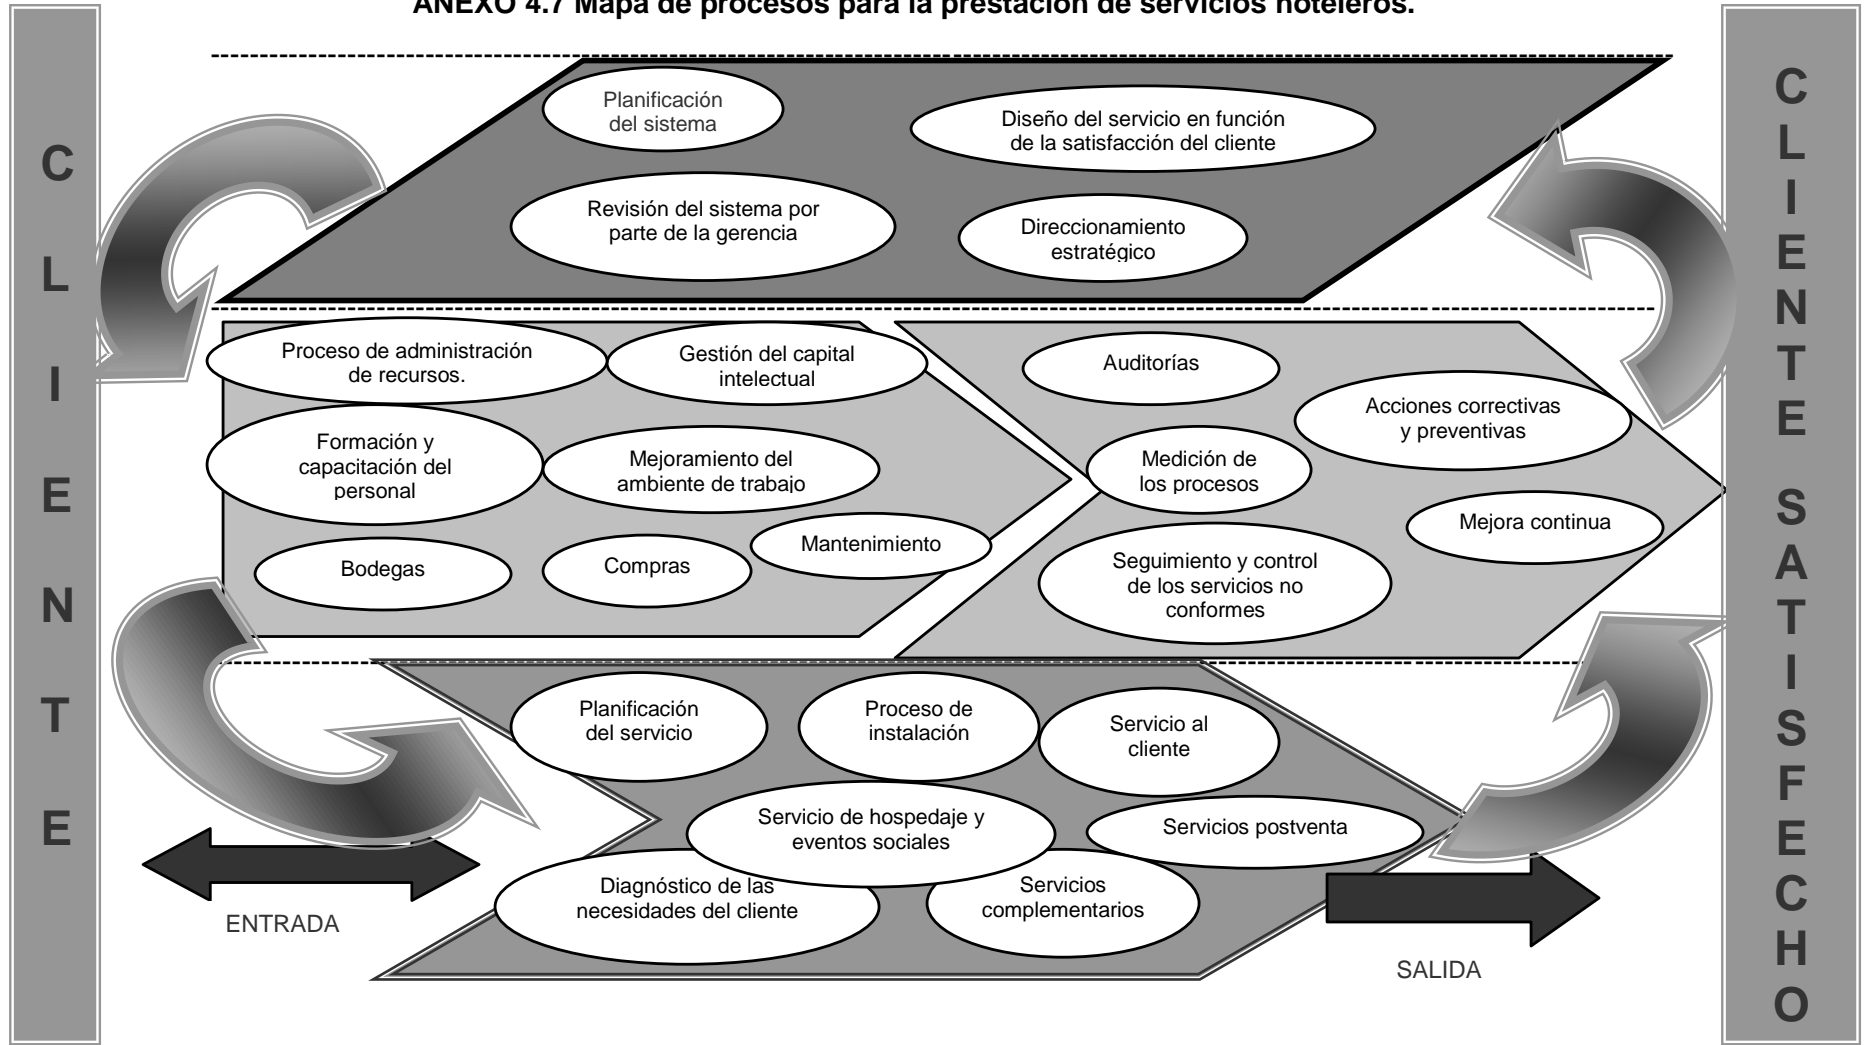 ANEXO 4.7 Mapa de procesos para la prestación de servicios hoteleros.
CLIENTE
Planificación
del sistema
Diseño del servicio en función
de la satisfacción del cliente
Revisión del sistema por
parte de la gerencia
Direccionamiento
estratégico
Proceso de administración
de recursos.
Gestión del capital
intelectual
Formación y
capacitación del
personal
Mejoramiento del
ambiente de trabajo
Bodegas
Compras
Mantenimiento
Auditorías
Acciones correctivas
y preventivas
Medición de
los procesos
Mejora continua
Seguimiento y control
de los servicios no
conformes
Planificación
del servicio
Proceso de
instalación
Servicio al
cliente
Servicio de hospedaje y
eventos sociales
Servicios postventa
Diagnóstico de las
necesidades del cliente
Servicios
complementarios
ENTRADA
SALIDA
CLIENTE SATISFECHO